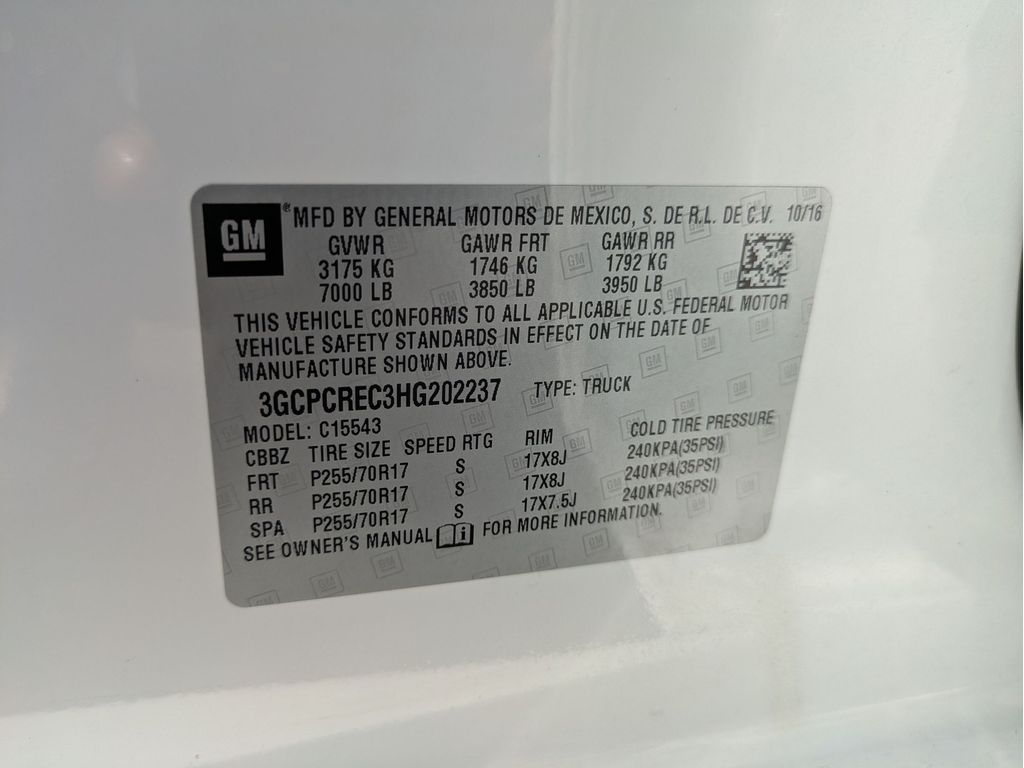 GM ® MFD BY GENERAL MOTORS DE MEXICO, S. DE R.L. DE C.V. 10/16
GVWR GAWR FRT GAWR RR
3175 KG 1746 KG 1792 KG
7000 LB 3850 LB 3950 LB
THIS VEHICLE CONFORMS TO ALL APPLICABLE U.S. FEDERAL MOTOR
VEHICLE SAFETY STANDARDS IN EFFECT ON THE DATE OF
MANUFACTURE SHOWN ABOVE.
3GCPCREC3HG202237 TYPE: TRUCK
MODEL: C15543
CBBZ TIRE SIZE SPEED RTG RIM COLD TIRE PRESSURE
FRT P255/70R17 S 17X8J 240KPA(35PSI)
RR P255/70R17 S 17X8J 240KPA(35PSI)
SPA P255/70R17 S 17X7.5J 240KPA(35PSI)
SEE OWNER'S MANUAL FOR MORE INFORMATION.